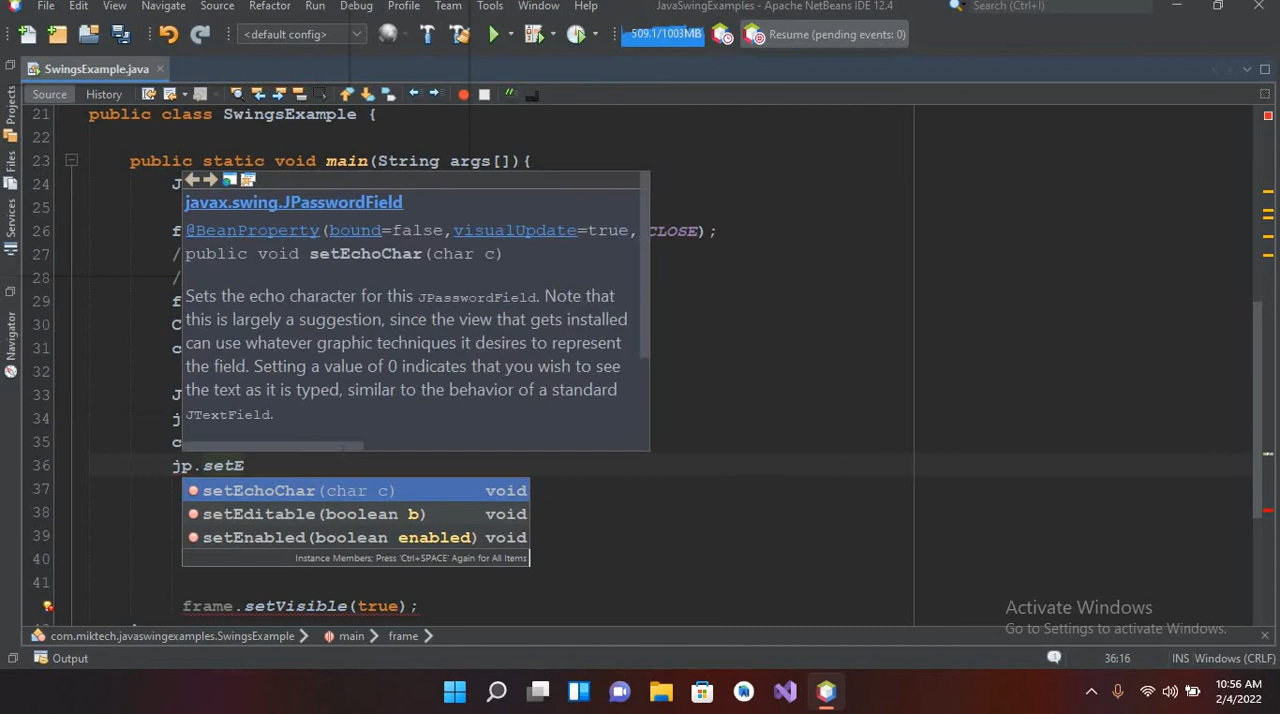 File Edit View Navigate Source Refactor Run Debug Profile Team Tools Window Help JavaSwingExamples - Apache NetBeans IDE 12.4 Search (Ctrl+I)
<default config> 509.1/1003MB Resume (pending events: 0)
SwingsExample.java
Source History
Projects
Files
Services
Navigator
21 public class SwingsExample {
22
23 public static void main(String args[]){
24 J
25
26 f CLOSE);
27 /
28 /
29 f
30 C
31 c
32
33 J
34 j
35 c
36 jp.setE
37
38
39
40
41
frame.setVisible(true);
javax.swing.JPasswordField
@BeanProperty(bound=false,visualUpdate=true,
public void setEchoChar(char c)
Sets the echo character for this JPasswordField. Note that
this is largely a suggestion, since the view that gets installed
can use whatever graphic techniques it desires to represent
the field. Setting a value of 0 indicates that you wish to see
the text as it is typed, similar to the behavior of a standard
JTextField.
setEchoChar(char c) void
setEditable(boolean b) void
setEnabled(boolean enabled) void
Instance Members; Press 'Ctrl+SPACE' Again for All Items
Activate Windows
Go to Settings to activate Windows.
com.miktech.javaswingexamples.SwingsExample main frame
Output 36:16 INS Windows (CRLF)
10:56 AM
2/4/2022